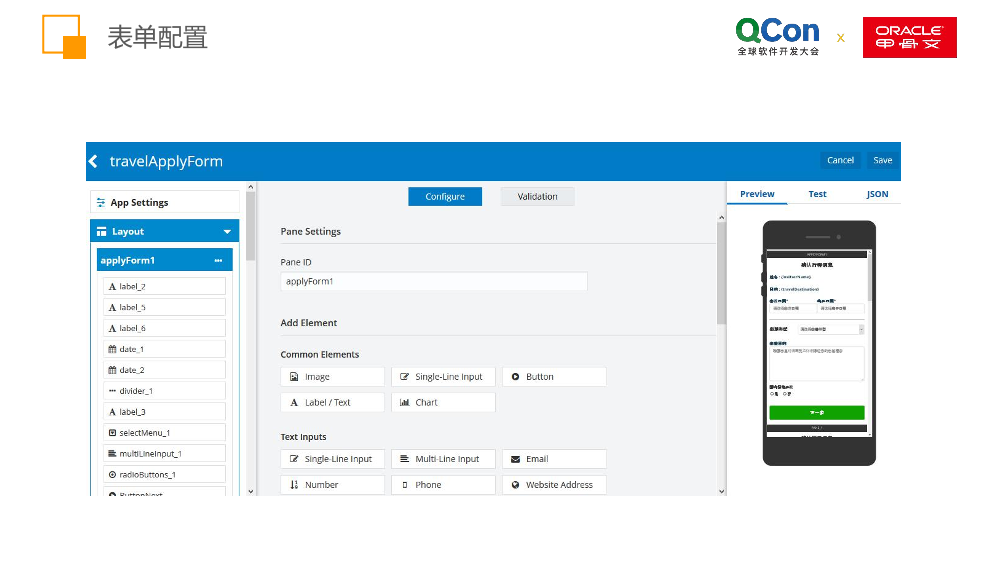 表单配置
QCon
全球软件开发大会
x
ORACLE
甲骨文
travelApplyForm
Cancel
Save
App Settings
Layout
applyForm1
label_2
label_5
label_6
date_1
date_2
divider_1
label_3
selectMenu_1
multiLineInput_1
radioButtons_1
ButtonNext
Configure
Validation
Pane Settings
Pane ID
applyForm1
Add Element
Common Elements
Image
Single-Line Input
Button
Label / Text
Chart
Text Inputs
Single-Line Input
Multi-Line Input
Email
Number
Phone
Website Address
Preview
Test
JSON
下一步